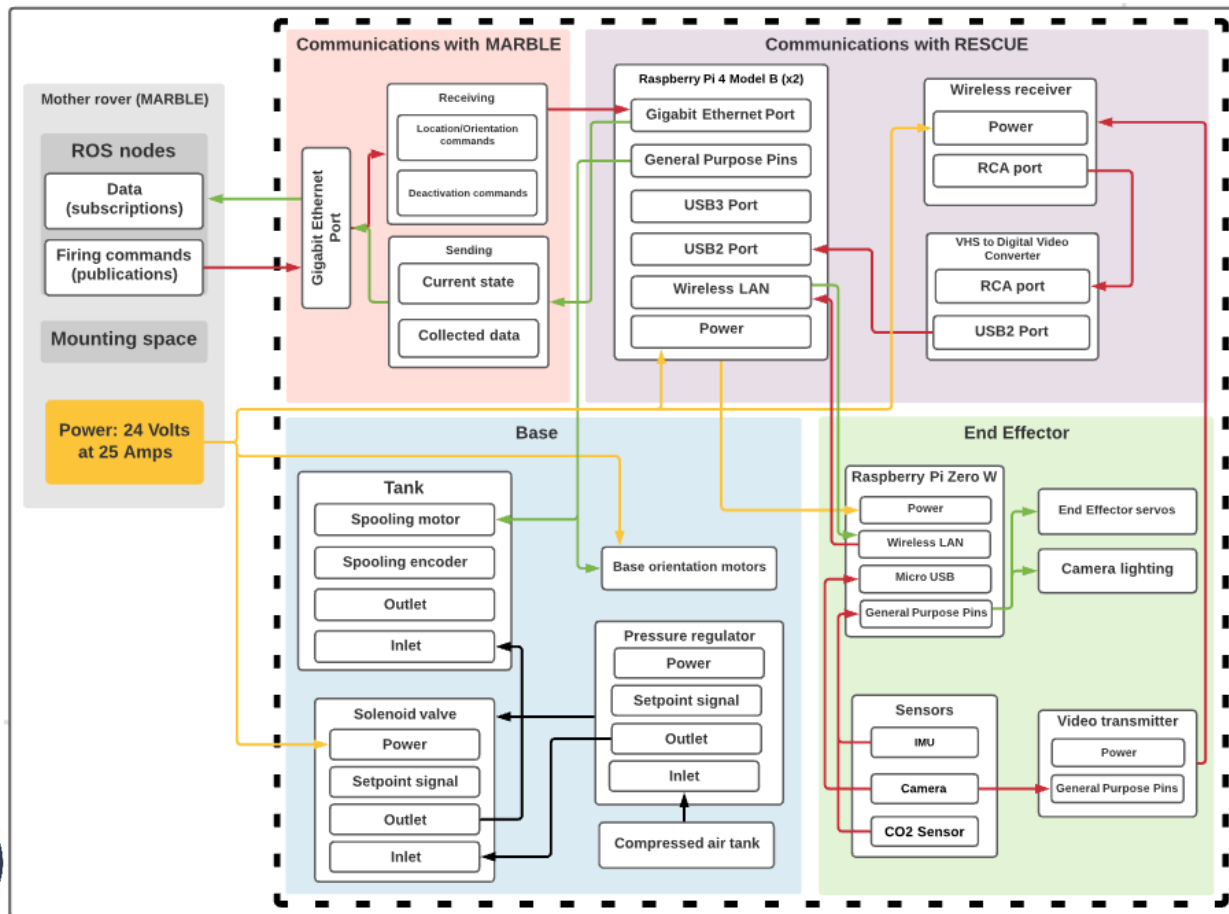 Communications with MARBLE
Communications with RESCUE
Mother rover (MARBLE)
ROS nodes
Data
(subscriptions)
Firing commands
(publications)
Mounting space
Power: 24 Volts
at 25 Amps
Gigabit Ethernet
Port
Receiving
Location/Orientation
commands
Deactivation commands
Sending
Current state
Collected data
Raspberry Pi 4 Model B (x2)
Gigabit Ethernet Port
General Purpose Pins
USB3 Port
USB2 Port
Wireless LAN
Power
Wireless receiver
Power
RCA port
VHS to Digital Video
Converter
RCA port
USB2 Port
Base
Tank
Spooling motor
Spooling encoder
Outlet
Inlet
Base orientation motors
Solenoid valve
Power
Setpoint signal
Outlet
Inlet
Pressure regulator
Power
Setpoint signal
Outlet
Inlet
Compressed air tank
End Effector
Raspberry Pi Zero W
Power
Wireless LAN
Micro USB
General Purpose Pins
End Effector servos
Camera lighting
Sensors
IMU
Camera
CO2 Sensor
Video transmitter
Power
General Purpose Pins